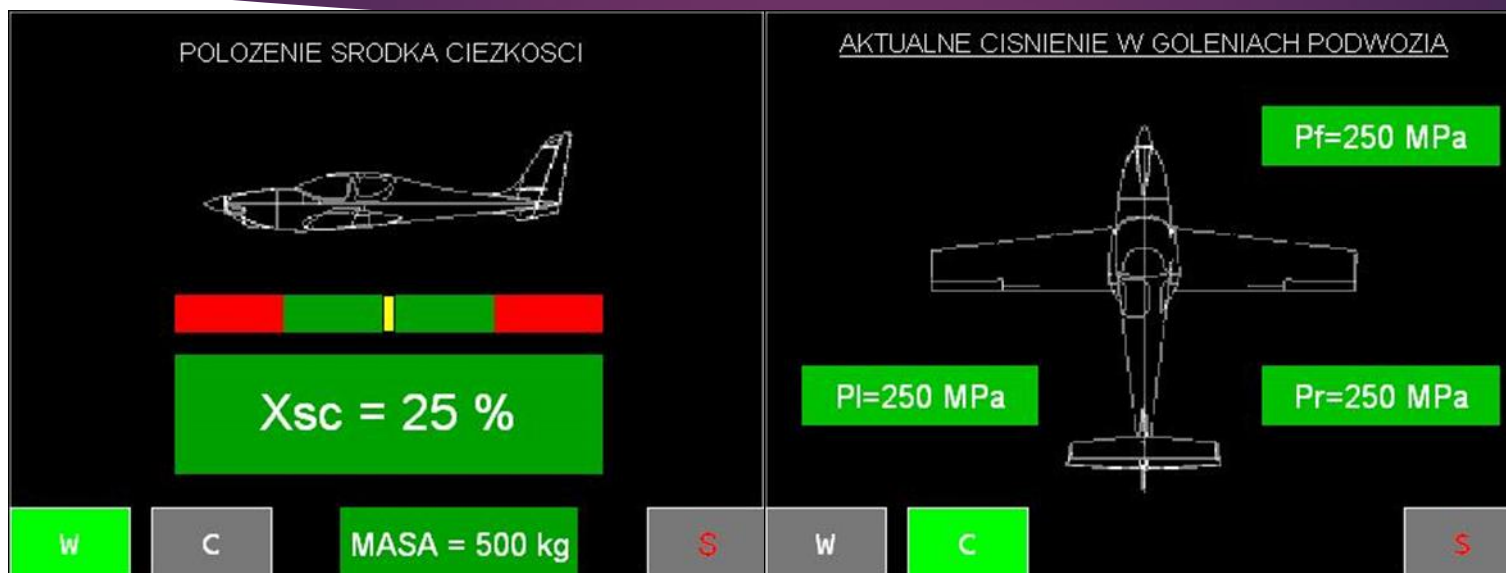 POLOZENIE SRODKA CIEZKOSCI
Xsc = 25 %
W
C
MASA = 500 kg
S
AKTUALNE CISNIENIE W GOLENIACH PODWOZIA
Pf=250 MPa
Pl=250 MPa
Pr=250 MPa
W
C
S